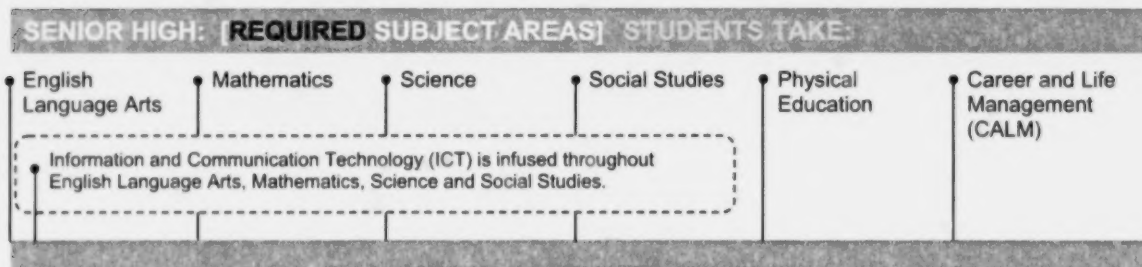 SENIOR HIGH: [REQUIRED SUBJECT AREAS] STUDENTS TAKE:
English
Language Arts
Mathematics
Science
Social Studies
Physical
Education
Career and Life
Management
(CALM)
Information and Communication Technology (ICT) is infused throughout
English Language Arts, Mathematics, Science and Social Studies.